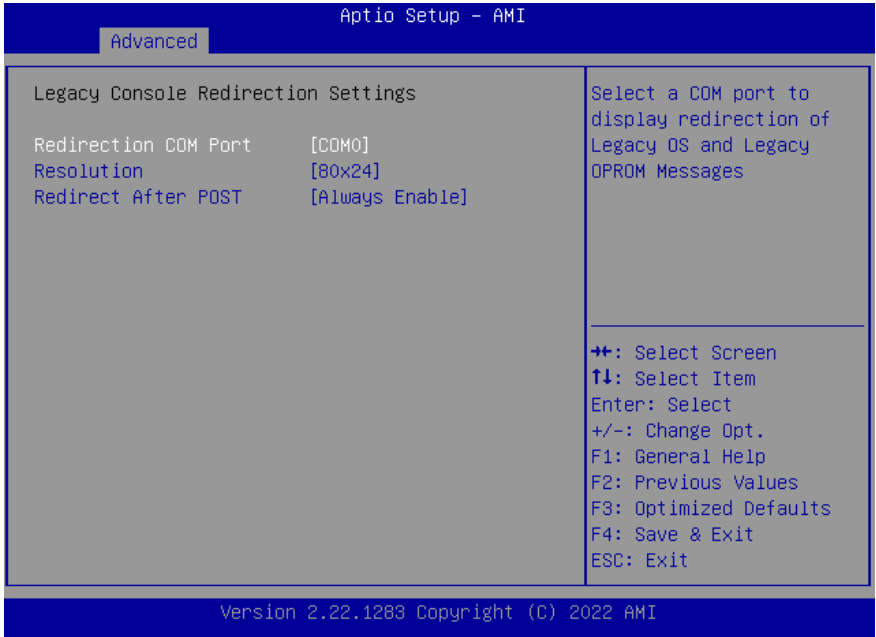 Aptio Setup – AMI
Advanced
Legacy Console Redirection Settings
Redirection COM Port [COM0]
Resolution [80x24]
Redirect After POST [Always Enable]
Select a COM port to
display redirection of
Legacy OS and Legacy
OPROM Messages
→←: Select Screen
↑↓: Select Item
Enter: Select
+/-: Change Opt.
F1: General Help
F2: Previous Values
F3: Optimized Defaults
F4: Save & Exit
ESC: Exit
Version 2.22.1283 Copyright (C) 2022 AMI